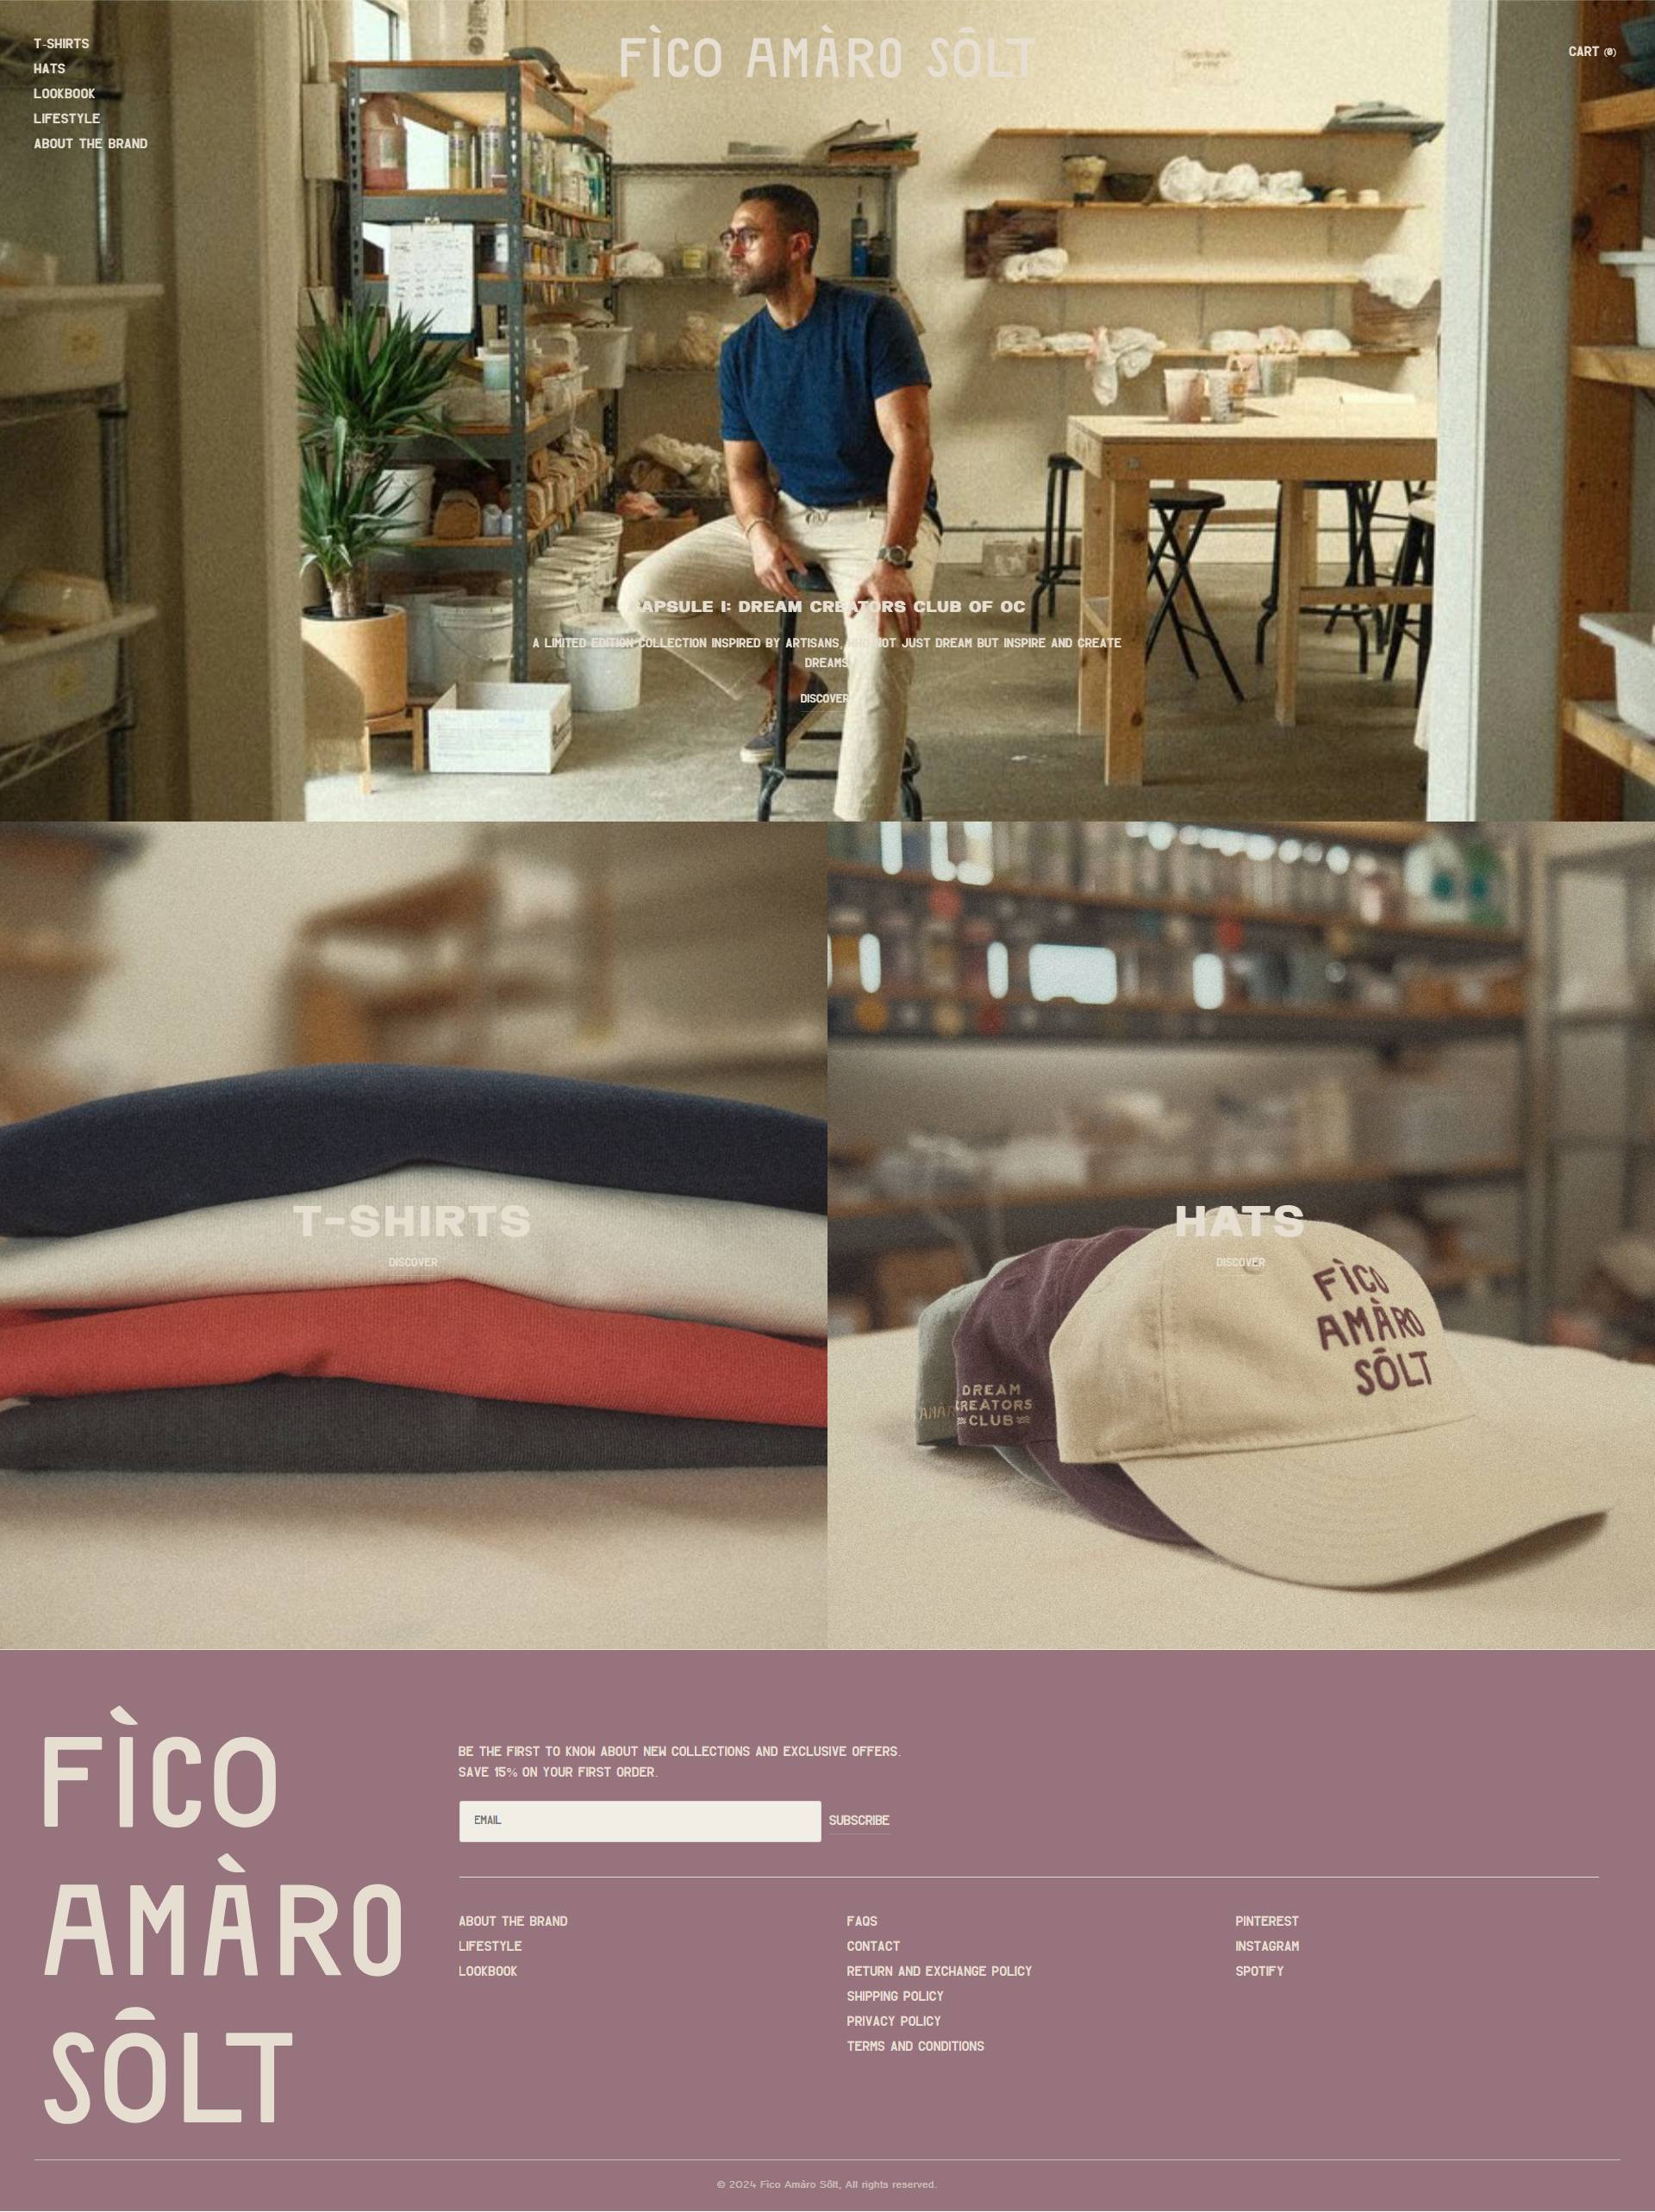 T-SHIRTS
HATS
LOOKBOOK
LIFESTYLE
ABOUT THE BRAND
FÌCO AMÀRO SÔLT
CART (0)
CAPSULE I: DREAM CREATORS CLUB OF OC
A LIMITED EDITION COLLECTION INSPIRED BY ARTISANS, WHO NOT JUST DREAM BUT INSPIRE AND CREATE
DREAMS.
DISCOVER
T-SHIRTS
DISCOVER
HATS
DISCOVER
FÌCO
AMÀRO
SÔLT
DREAM
CREATORS
CLUB
FÌCO
AMÀRO
SÔLT
BE THE FIRST TO KNOW ABOUT NEW COLLECTIONS AND EXCLUSIVE OFFERS.
SAVE 15% ON YOUR FIRST ORDER.
EMAIL
SUBSCRIBE
ABOUT THE BRAND
LIFESTYLE
LOOKBOOK
FAQS
CONTACT
RETURN AND EXCHANGE POLICY
SHIPPING POLICY
PRIVACY POLICY
TERMS AND CONDITIONS
PINTEREST
INSTAGRAM
SPOTIFY
© 2024 Fìco Amàro Sôlt, All rights reserved.